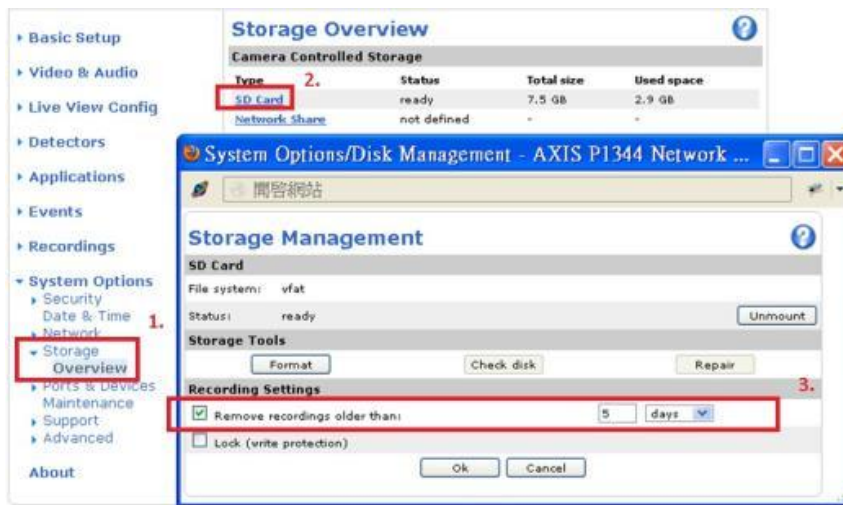 Basic Setup
Video & Audio
Live View Config
Detectors
Applications
Events
Recordings
System Options
Security
Date & Time
1.
Network
Storage
Overview
Ports & Devices
Maintenance
Support
Advanced
About
Storage Overview
Camera Controlled Storage
Type Status Total size Used space
2.
SD Card ready 7.5 GB 2.9 GB
Network Share not defined - -
System Options/Disk Management - AXIS P1344 Network ...
開啓網站
Storage Management
SD Card
File system: vfat
Status: ready Unmount
Storage Tools
Format Check disk Repair
Recording Settings
3.
Remove recordings older than: 5 days
Lock (write protection)
Ok Cancel